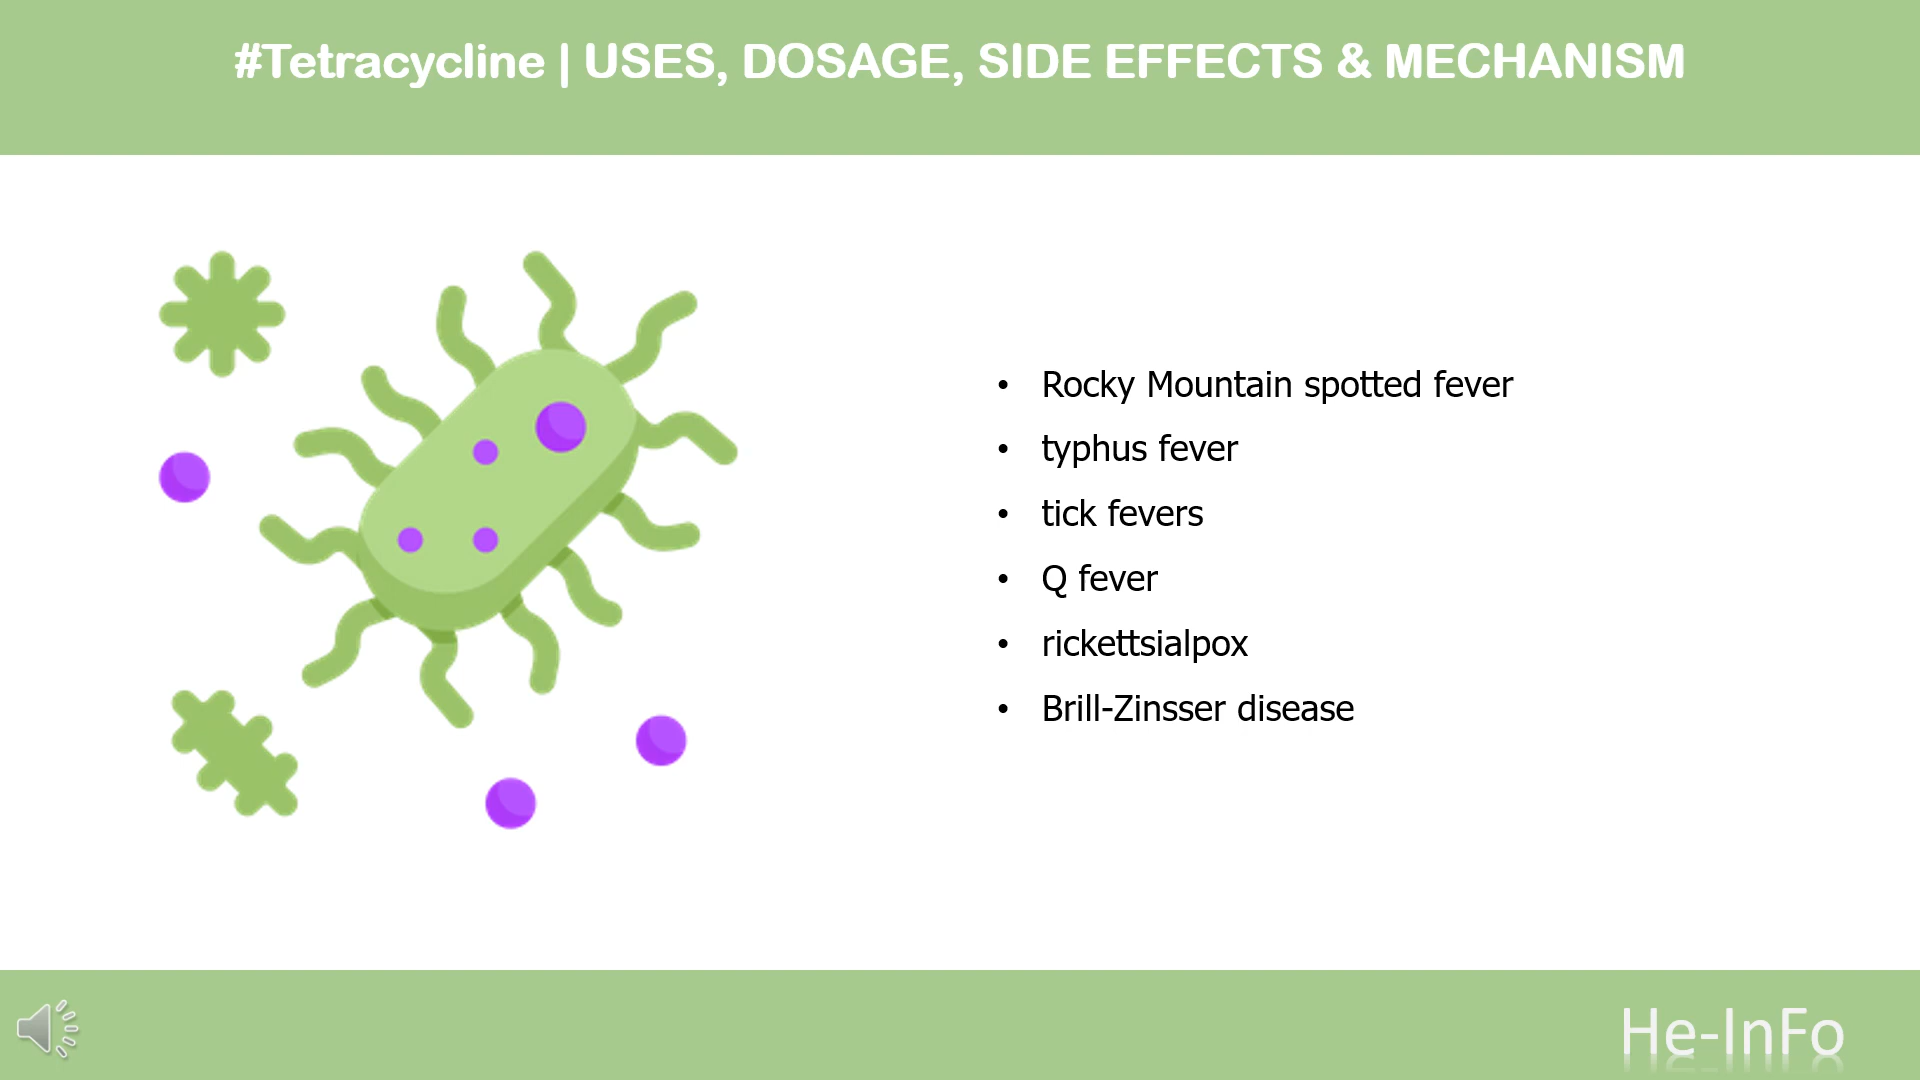 #Tetracycline | USES, DOSAGE, SIDE EFFECTS & MECHANISM
• Rocky Mountain spotted fever
• typhus fever
• tick fevers
• Q fever
• rickettsialpox
• Brill-Zinsser disease
He-InFo